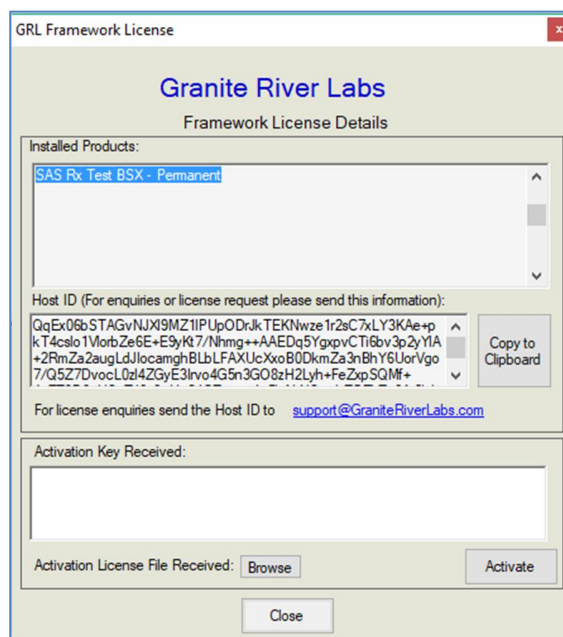 GRL Framework License
x
Granite River Labs
Framework License Details
Installed Products:
SAS Rx Test BSX - Permanent
Host ID (For enquiries or license request please send this information):
QqEx06bSTAGvNJXI9MZ1IPUpODrJkTEKNwze1r2sC7xLY3KAe+p
kT4cslo1VlorbZe6E+E9yKt7/Nhmg++AAEDq5YgxpvCTi6bv3p2yYlA
+2RmZa2augLdJlocamghBLbLFAXUcXxoB0DkmZa3nBhY6UorVgo
7/Q5Z7DvocL0zl4ZGyE3Irvo4G5n3GO8zH2Lyh+FeZxpSQMf+
Copy to
Clipboard
For license enquiries send the Host ID to support@GraniteRiverLabs.com
Activation Key Received:
Activation License File Received: Browse
Activate
Close